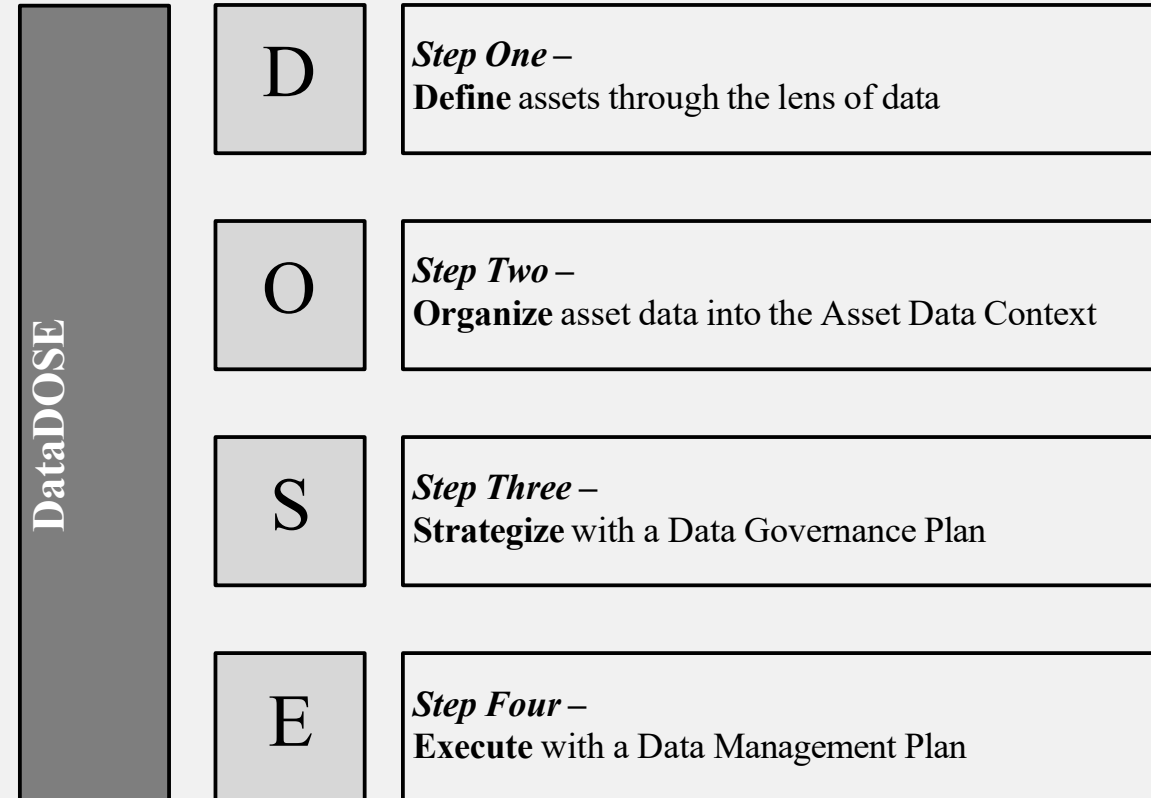 DataDOSE
D
Step One –
Define assets through the lens of data
O
Step Two –
Organize asset data into the Asset Data Context
S
Step Three –
Strategize with a Data Governance Plan
E
Step Four –
Execute with a Data Management Plan